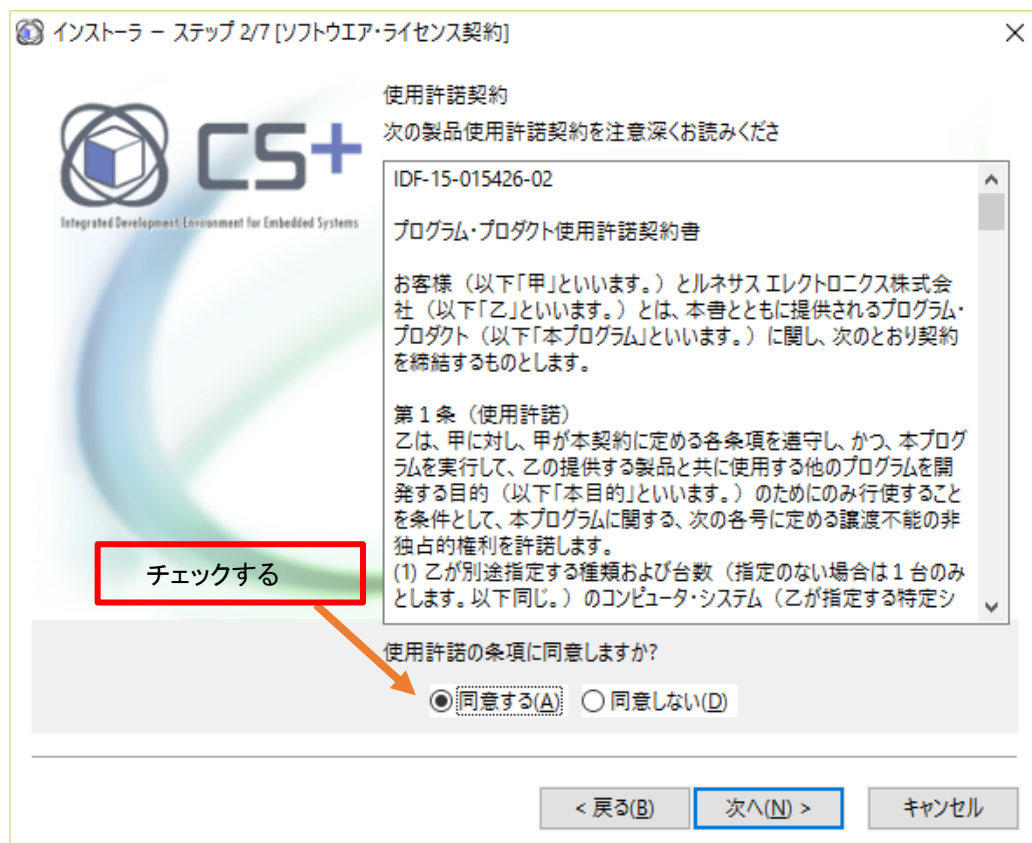 インストーラ － ステップ 2/7 [ソフトウエア・ライセンス契約]
CS+
Integrated Development Environment for Embedded Systems
使用許諾契約
次の製品使用許諾契約を注意深くお読みくださ
IDF-15-015426-02
プログラム・プロダクト使用許諾契約書
お客様（以下「甲」といいます。）とルネサス エレクトロニクス株式会
社（以下「乙」といいます。）とは、本書とともに提供されるプログラム・
プロダクト（以下「本プログラム」といいます。）に関し、次のとおり契約
を締結するものとします。
第１条（使用許諾）
乙は、甲に対し、甲が本契約に定める各条項を遵守し、かつ、本プログ
ラムを実行して、乙の提供する製品と共に使用する他のプログラムを開
発する目的（以下「本目的」といいます。）のためにのみ行使すること
を条件として、本プログラムに関する、次の各号に定める譲渡不能の非
独占的権利を許諾します。
(1) 乙が別途指定する種類および台数（指定のない場合は１台のみ
とします。以下同じ。）のコンピュータ・システム（乙が指定する特定シ
チェックする
使用許諾の条項に同意しますか?
同意する(A) 同意しない(D)
< 戻る(B) 次へ(N) > キャンセル